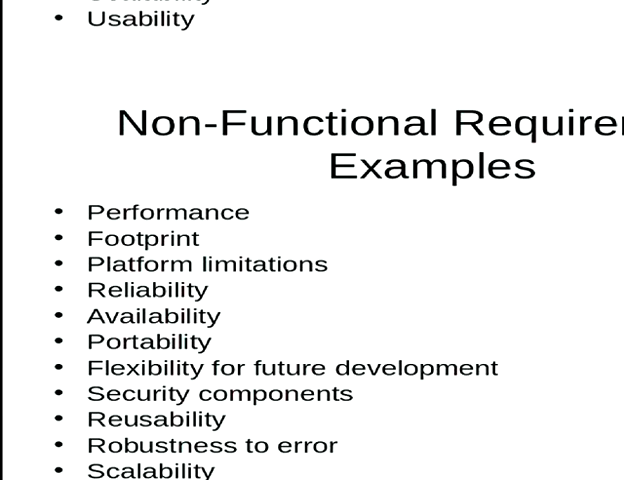 • Usability
Non-Functional
Examples
• Performance
• Footprint
• Platform limitations
• Reliability
• Availability
• Portability
• Flexibility for future development
• Security components
• Reusability
• Robustness to error
• Scalability